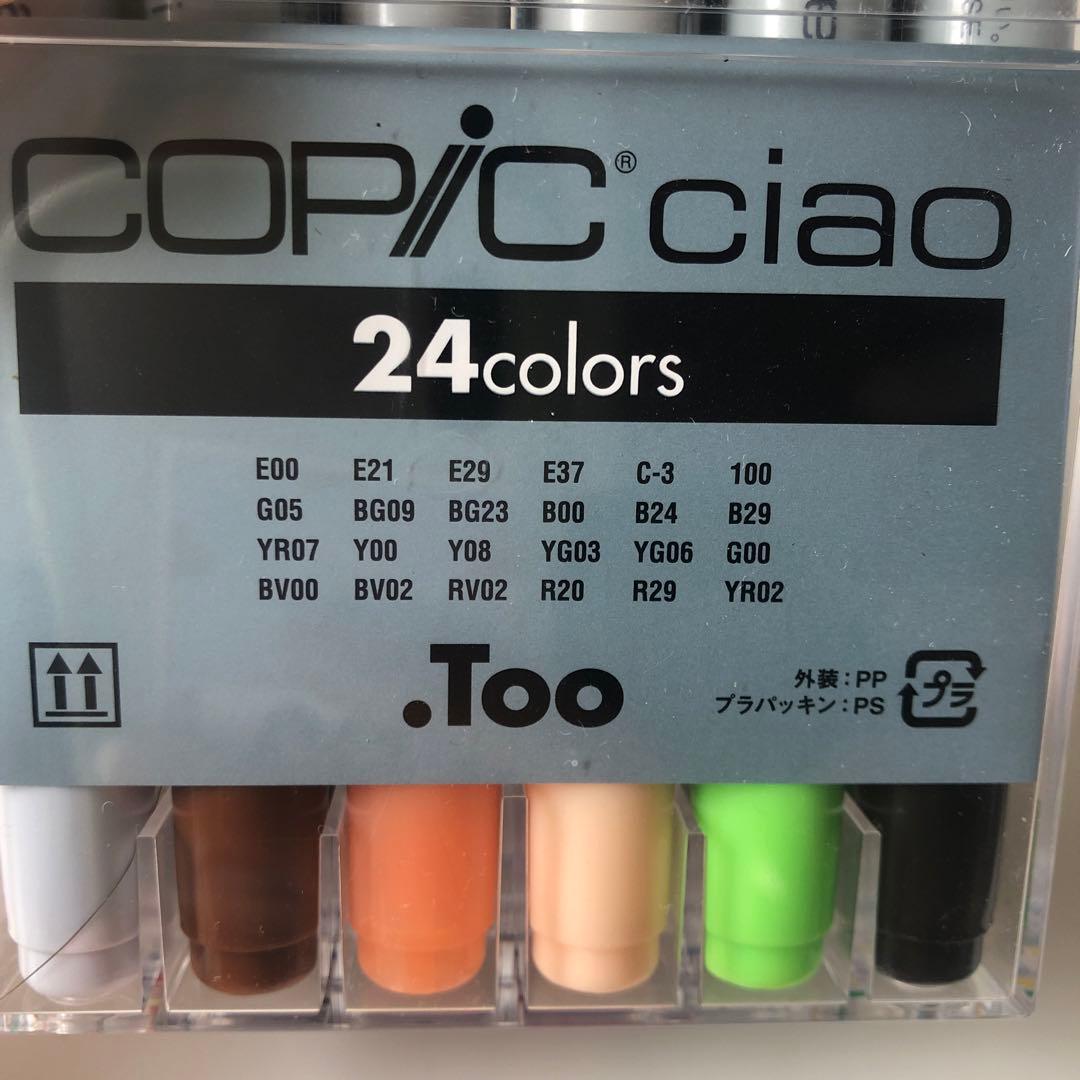 COPiC® ciao
24colors
E00 E21 E29 E37 C-3 100
G05 BG09 BG23 B00 B24 B29
YR07 Y00 Y08 YG03 YG06 G00
BV00 BV02 RV02 R20 R29 YR02
.Too
外装：PP
プラパッキン：PS
プラ